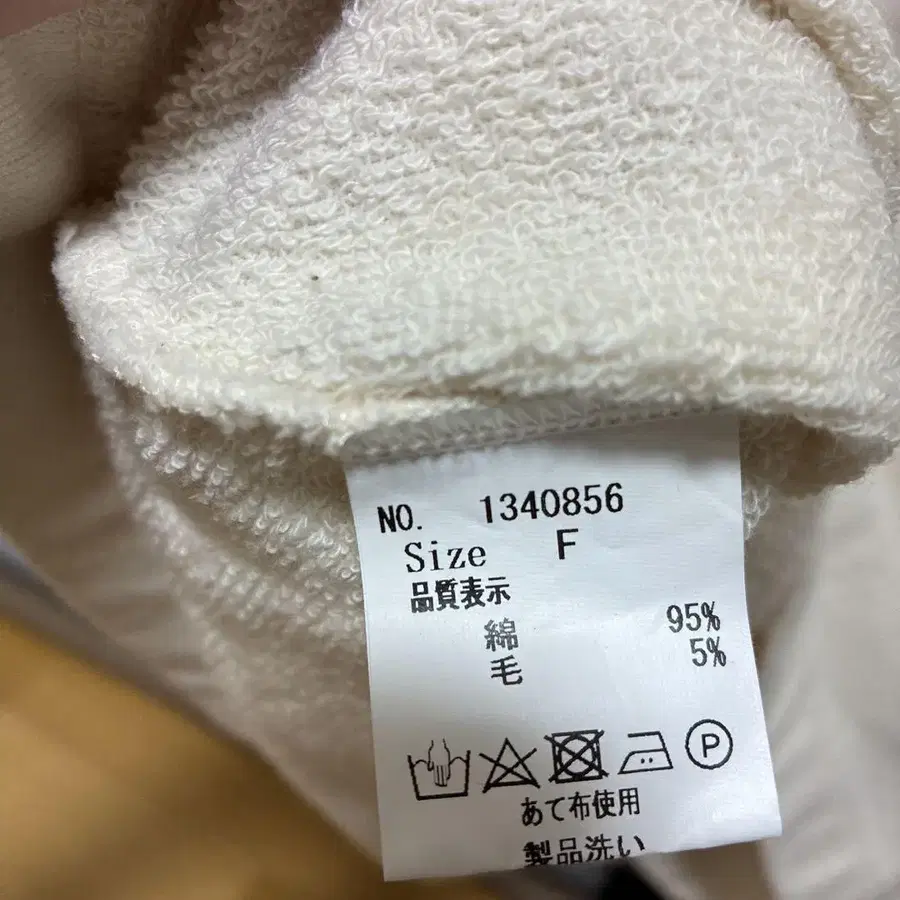 NO. 1340856
Size F
品質表示
綿 95%
毛 5%
P
あて布使用
製品洗い